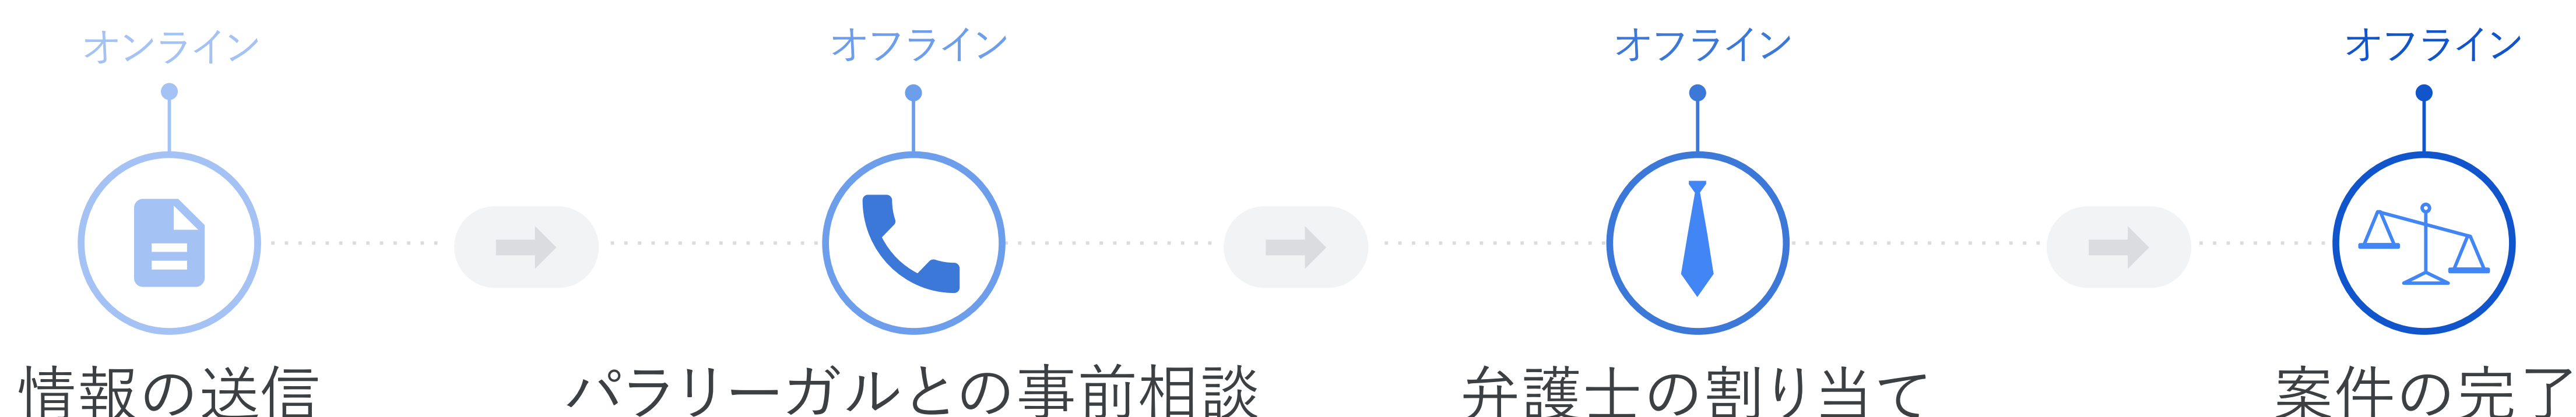 オンライン
オフライン
オフライン
オフライン
情報の送信
パラリーガルとの事前相談
弁護士の割り当て
案件の完了